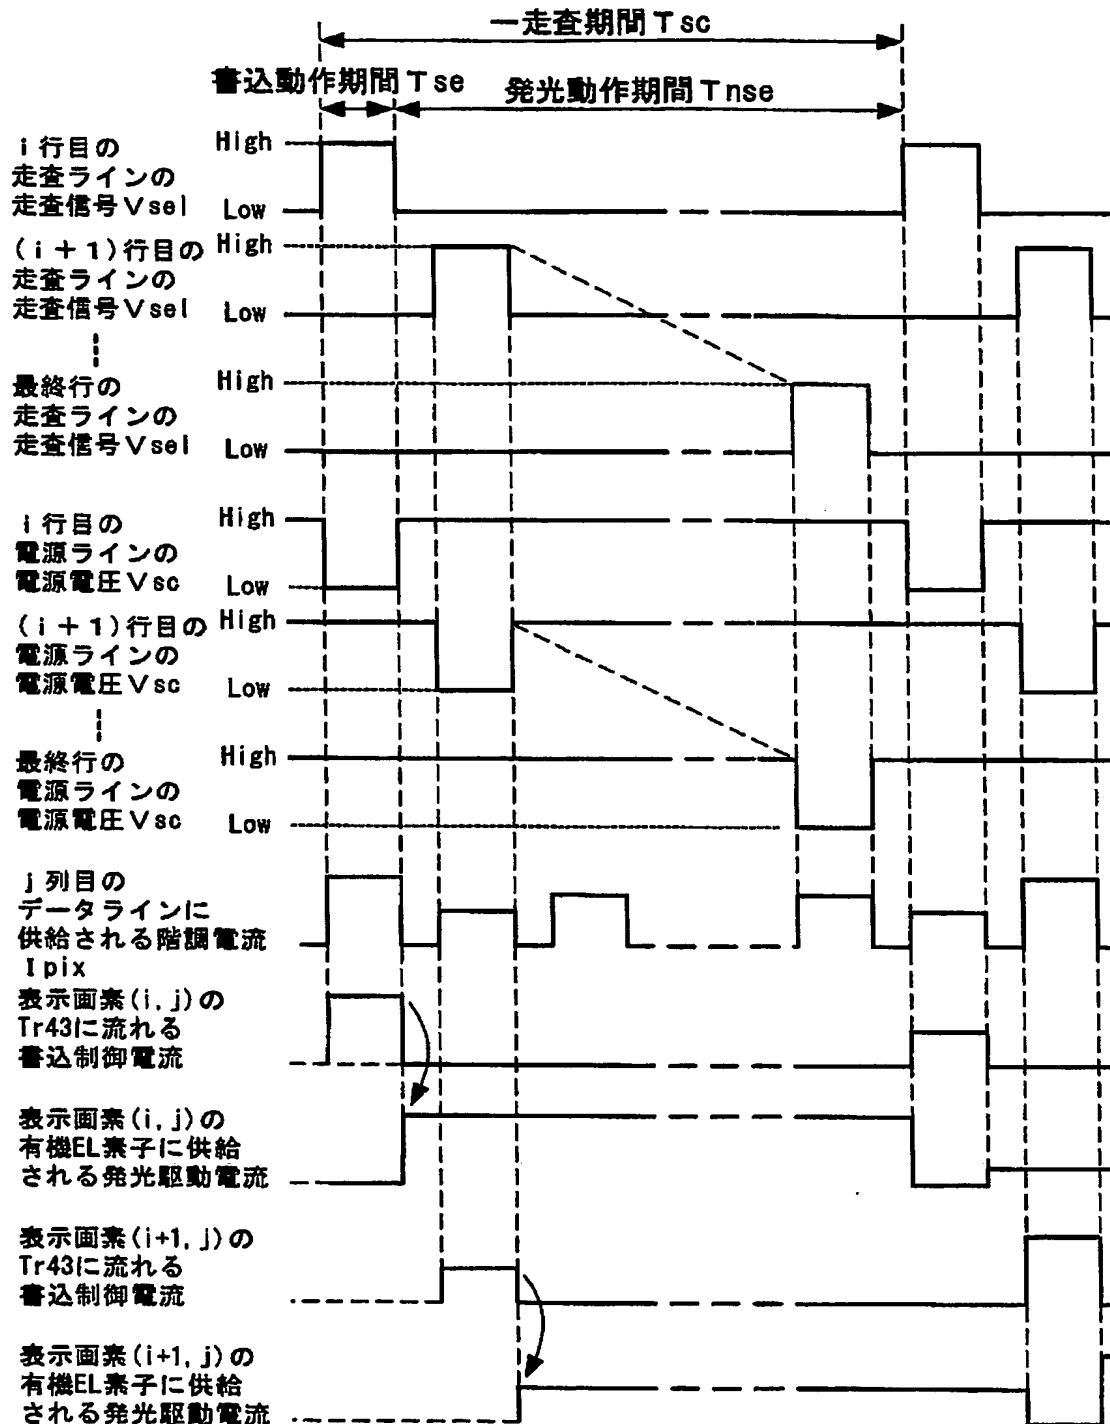 一走査期間Tsc
書込動作期間Tse
発光動作期間Tnse
i行目の
走査ラインの
走査信号Vsel
High
Low
(i+1)行目の
走査ラインの
走査信号Vsel
High
Low
最終行の
走査ラインの
走査信号Vsel
High
Low
i行目の
電源ラインの
電源電圧Vsc
High
Low
(i+1)行目の
電源ラインの
電源電圧Vsc
High
Low
最終行の
電源ラインの
電源電圧Vsc
High
Low
j列目の
データラインに
供給される階調電流
Ipix
表示画素(i,j)の
Tr43に流れる
書込制御電流
表示画素(i,j)の
有機EL素子に供給
される発光駆動電流
表示画素(i+1,j)の
Tr43に流れる
書込制御電流
表示画素(i+1,j)の
有機EL素子に供給
される発光駆動電流